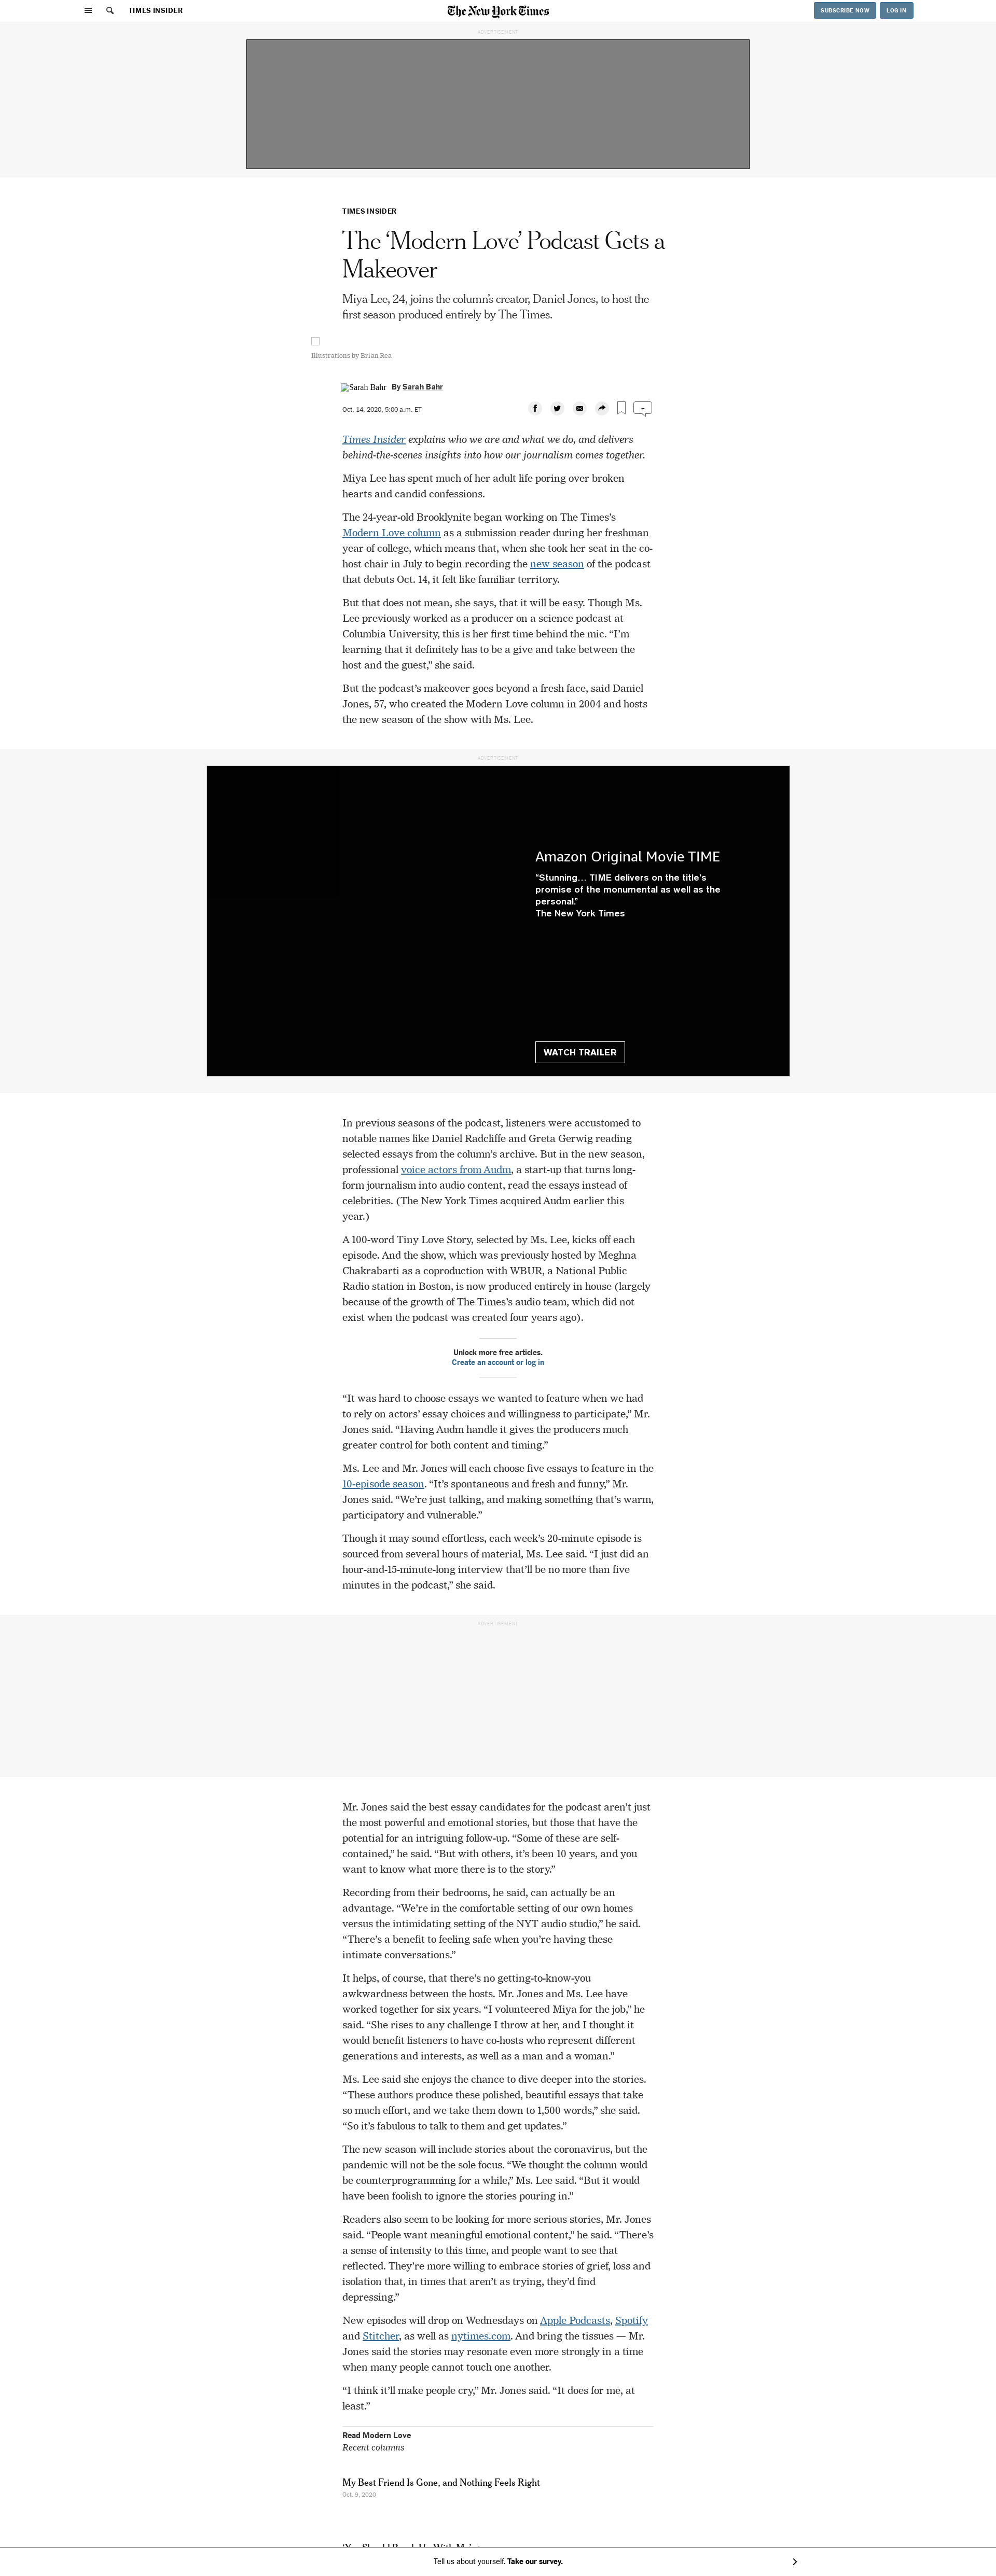 TIMES INSIDER
The New York Times
SUBSCRIBE NOW
LOG IN
ADVERTISEMENT
TIMES INSIDER
The ‘Modern Love’ Podcast Gets a
Makeover
Miya Lee, 24, joins the column’s creator, Daniel Jones, to host the
first season produced entirely by The Times.
Illustrations by Brian Rea
Sarah Bahr
By Sarah Bahr
Oct. 14, 2020, 5:00 a.m. ET
Times Insider explains who we are and what we do, and delivers
behind-the-scenes insights into how our journalism comes together.
Miya Lee has spent much of her adult life poring over broken
hearts and candid confessions.
The 24-year-old Brooklynite began working on The Times’s
Modern Love column as a submission reader during her freshman
year of college, which means that, when she took her seat in the co-
host chair in July to begin recording the new season of the podcast
that debuts Oct. 14, it felt like familiar territory.
But that does not mean, she says, that it will be easy. Though Ms.
Lee previously worked as a producer on a science podcast at
Columbia University, this is her first time behind the mic. “I’m
learning that it definitely has to be a give and take between the
host and the guest,” she said.
But the podcast’s makeover goes beyond a fresh face, said Daniel
Jones, 57, who created the Modern Love column in 2004 and hosts
the new season of the show with Ms. Lee.
ADVERTISEMENT
Amazon Original Movie TIME
"Stunning… TIME delivers on the title's
promise of the monumental as well as the
personal."
The New York Times
WATCH TRAILER
In previous seasons of the podcast, listeners were accustomed to
notable names like Daniel Radcliffe and Greta Gerwig reading
selected essays from the column’s archive. But in the new season,
professional voice actors from Audm, a start-up that turns long-
form journalism into audio content, read the essays instead of
celebrities. (The New York Times acquired Audm earlier this
year.)
A 100-word Tiny Love Story, selected by Ms. Lee, kicks off each
episode. And the show, which was previously hosted by Meghna
Chakrabarti as a coproduction with WBUR, a National Public
Radio station in Boston, is now produced entirely in house (largely
because of the growth of The Times’s audio team, which did not
exist when the podcast was created four years ago).
Unlock more free articles.
Create an account or log in
“It was hard to choose essays we wanted to feature when we had
to rely on actors’ essay choices and willingness to participate,” Mr.
Jones said. “Having Audm handle it gives the producers much
greater control for both content and timing.”
Ms. Lee and Mr. Jones will each choose five essays to feature in the
10-episode season. “It’s spontaneous and fresh and funny,” Mr.
Jones said. “We’re just talking, and making something that’s warm,
participatory and vulnerable.”
Though it may sound effortless, each week’s 20-minute episode is
sourced from several hours of material, Ms. Lee said. “I just did an
hour-and-15-minute-long interview that’ll be no more than five
minutes in the podcast,” she said.
ADVERTISEMENT
Mr. Jones said the best essay candidates for the podcast aren’t just
the most powerful and emotional stories, but those that have the
potential for an intriguing follow-up. “Some of these are self-
contained,” he said. “But with others, it’s been 10 years, and you
want to know what more there is to the story.”
Recording from their bedrooms, he said, can actually be an
advantage. “We’re in the comfortable setting of our own homes
versus the intimidating setting of the NYT audio studio,” he said.
“There’s a benefit to feeling safe when you’re having these
intimate conversations.”
It helps, of course, that there’s no getting-to-know-you
awkwardness between the hosts. Mr. Jones and Ms. Lee have
worked together for six years. “I volunteered Miya for the job,” he
said. “She rises to any challenge I throw at her, and I thought it
would benefit listeners to have co-hosts who represent different
generations and interests, as well as a man and a woman.”
Ms. Lee said she enjoys the chance to dive deeper into the stories.
“These authors produce these polished, beautiful essays that take
so much effort, and we take them down to 1,500 words,” she said.
“So it’s fabulous to talk to them and get updates.”
The new season will include stories about the coronavirus, but the
pandemic will not be the sole focus. “We thought the column would
be counterprogramming for a while,” Ms. Lee said. “But it would
have been foolish to ignore the stories pouring in.”
Readers also seem to be looking for more serious stories, Mr. Jones
said. “People want meaningful emotional content,” he said. “There’s
a sense of intensity to this time, and people want to see that
reflected. They’re more willing to embrace stories of grief, loss and
isolation that, in times that aren’t as trying, they’d find
depressing.”
New episodes will drop on Wednesdays on Apple Podcasts, Spotify
and Stitcher, as well as nytimes.com. And bring the tissues — Mr.
Jones said the stories may resonate even more strongly in a time
when many people cannot touch one another.
“I think it’ll make people cry,” Mr. Jones said. “It does for me, at
least.”
Read Modern Love
Recent columns
My Best Friend Is Gone, and Nothing Feels Right
Oct. 9, 2020
Tell us about yourself. Take our survey.